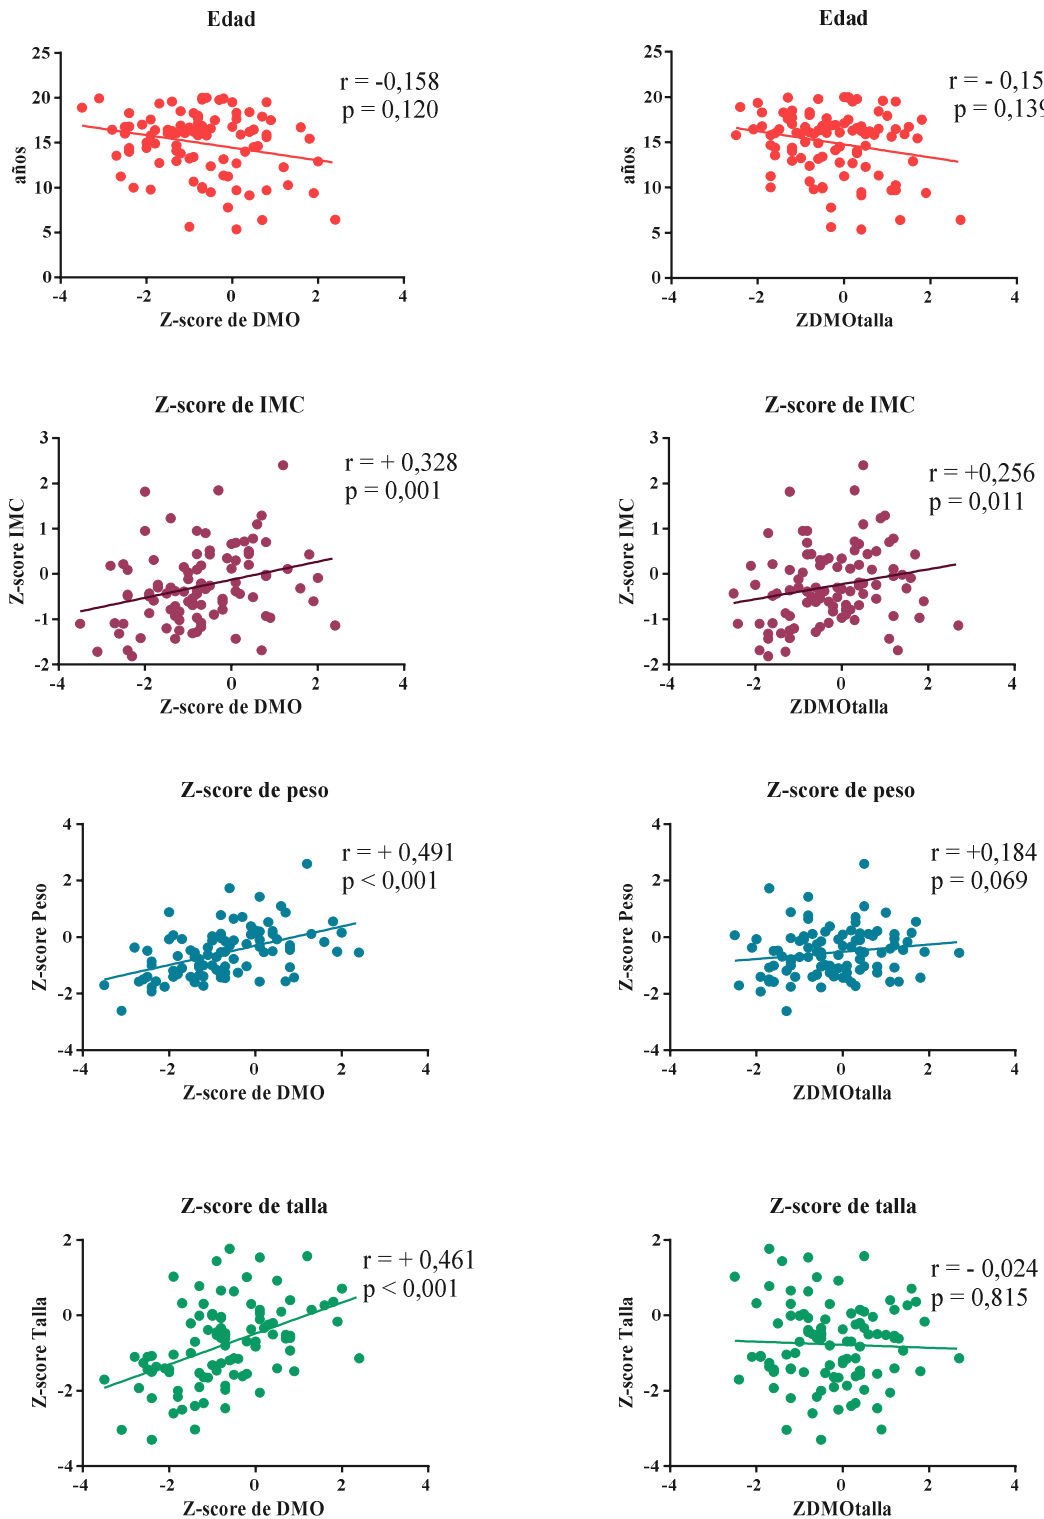 Edad
25
20
15
10
5
0
años
r = -0,158
p = 0,120
-4
-2
0
2
4
Z-score de DMO
Edad
25
20
15
10
5
0
años
r = - 0,15
p = 0,139
-4
-2
0
2
4
ZDMOtalla
Z-score de IMC
3
2
1
0
-1
-2
Z-score IMC
r = + 0,328
p = 0,001
-4
-2
0
2
4
Z-score de DMO
Z-score de IMC
3
2
1
0
-1
-2
Z-score IMC
r = +0,256
p = 0,011
-4
-2
0
2
4
ZDMOtalla
Z-score de peso
4
2
0
-2
-4
Z-score Peso
r = + 0,491
p < 0,001
-4
-2
0
2
4
Z-score de DMO
Z-score de peso
4
2
0
-2
-4
Z-score Peso
r = +0,184
p = 0,069
-4
-2
0
2
4
ZDMOtalla
Z-score de talla
2
0
-2
-4
Z-score Talla
r = + 0,461
p < 0,001
-4
-2
0
2
4
Z-score de DMO
Z-score de talla
2
0
-2
-4
Z-score Talla
r = - 0,024
p = 0,815
-4
-2
0
2
4
ZDMOtalla